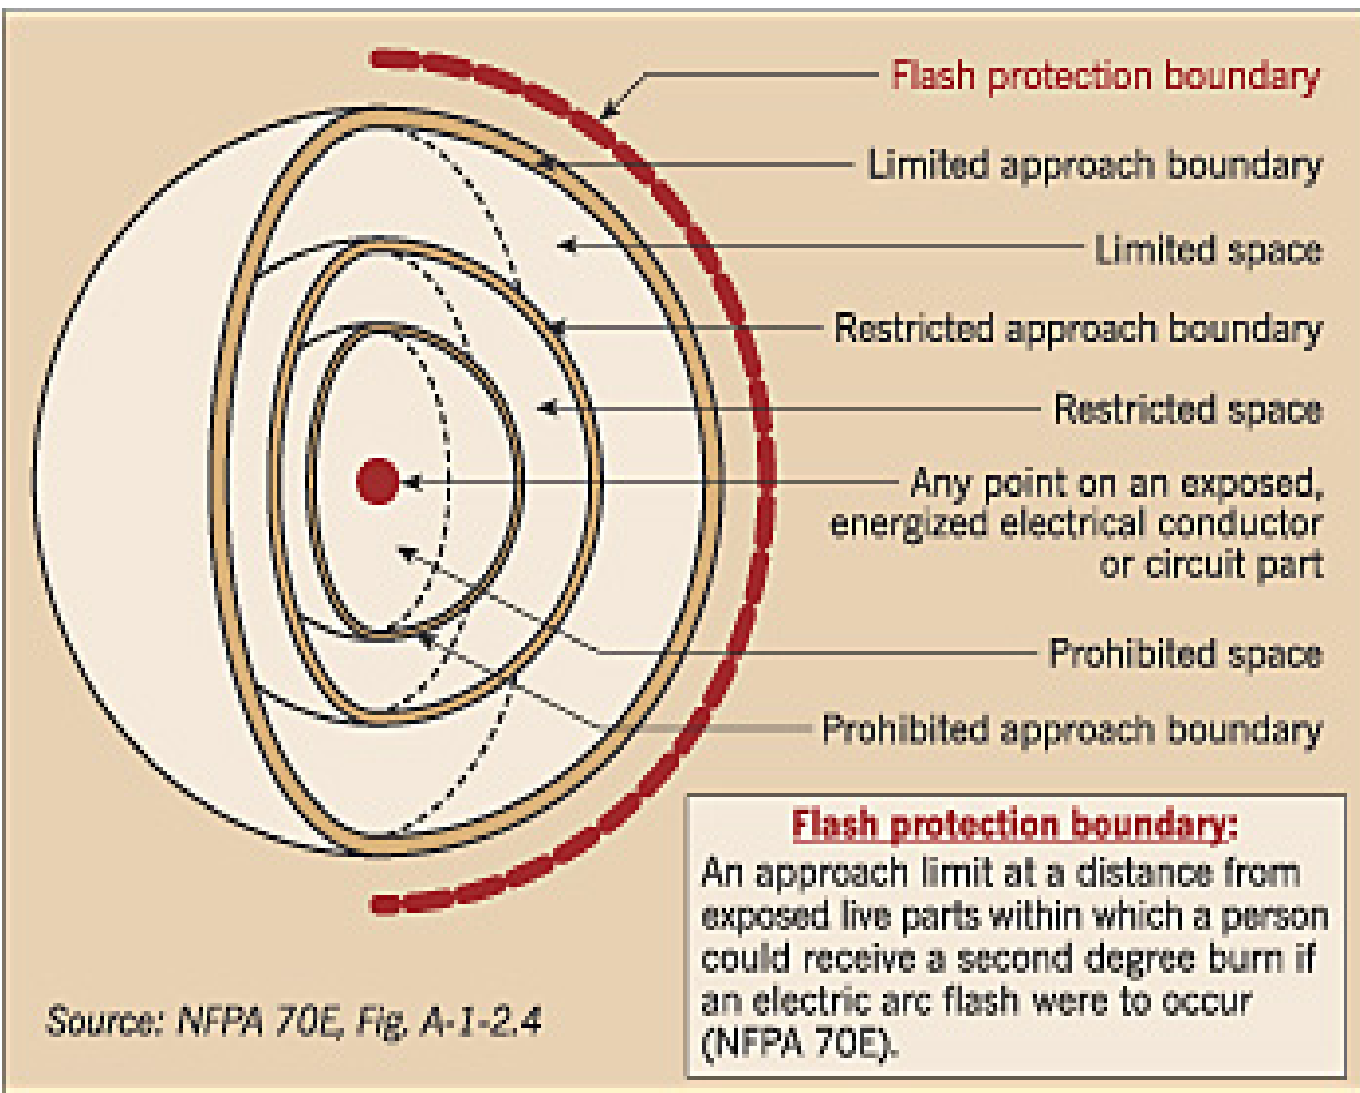 Flash protection boundary
Limited approach boundary
Limited space
Restricted approach boundary
Restricted space
Any point on an exposed,
energized electrical conductor
or circuit part
Prohibited space
Prohibited approach boundary
Flash protection boundary:
An approach limit at a distance from
exposed live parts within which a person
could receive a second degree burn if
an electric arc flash were to occur
(NFPA 70E).
Source: NFPA 70E, Fig. A-1-2.4